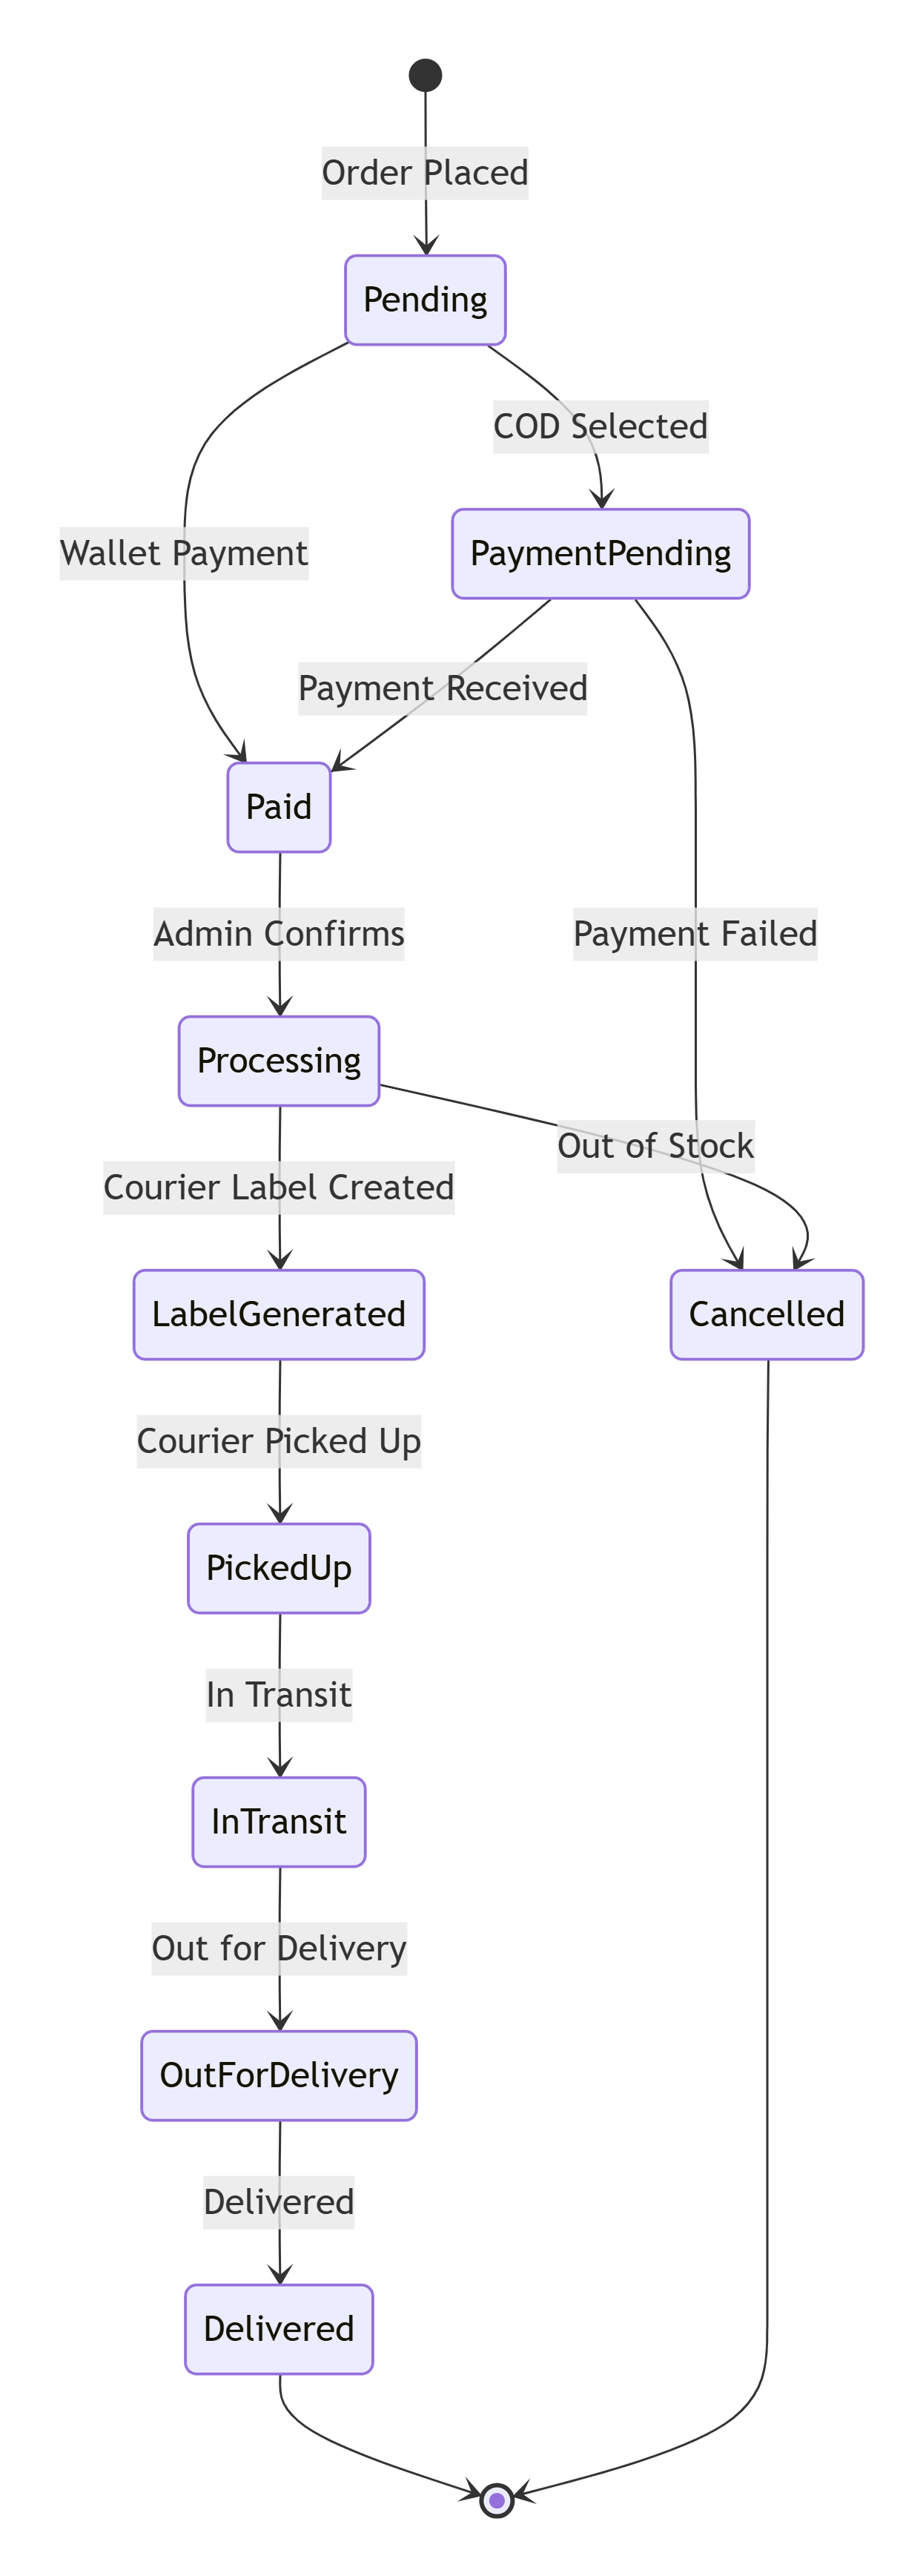 Order Placed
Pending
COD Selected
Wallet Payment
PaymentPending
Payment Received
Paid
Admin Confirms
Payment Failed
Processing
Out of Stock
Courier Label Created
LabelGenerated
Cancelled
Courier Picked Up
PickedUp
In Transit
InTransit
Out for Delivery
OutForDelivery
Delivered
Delivered